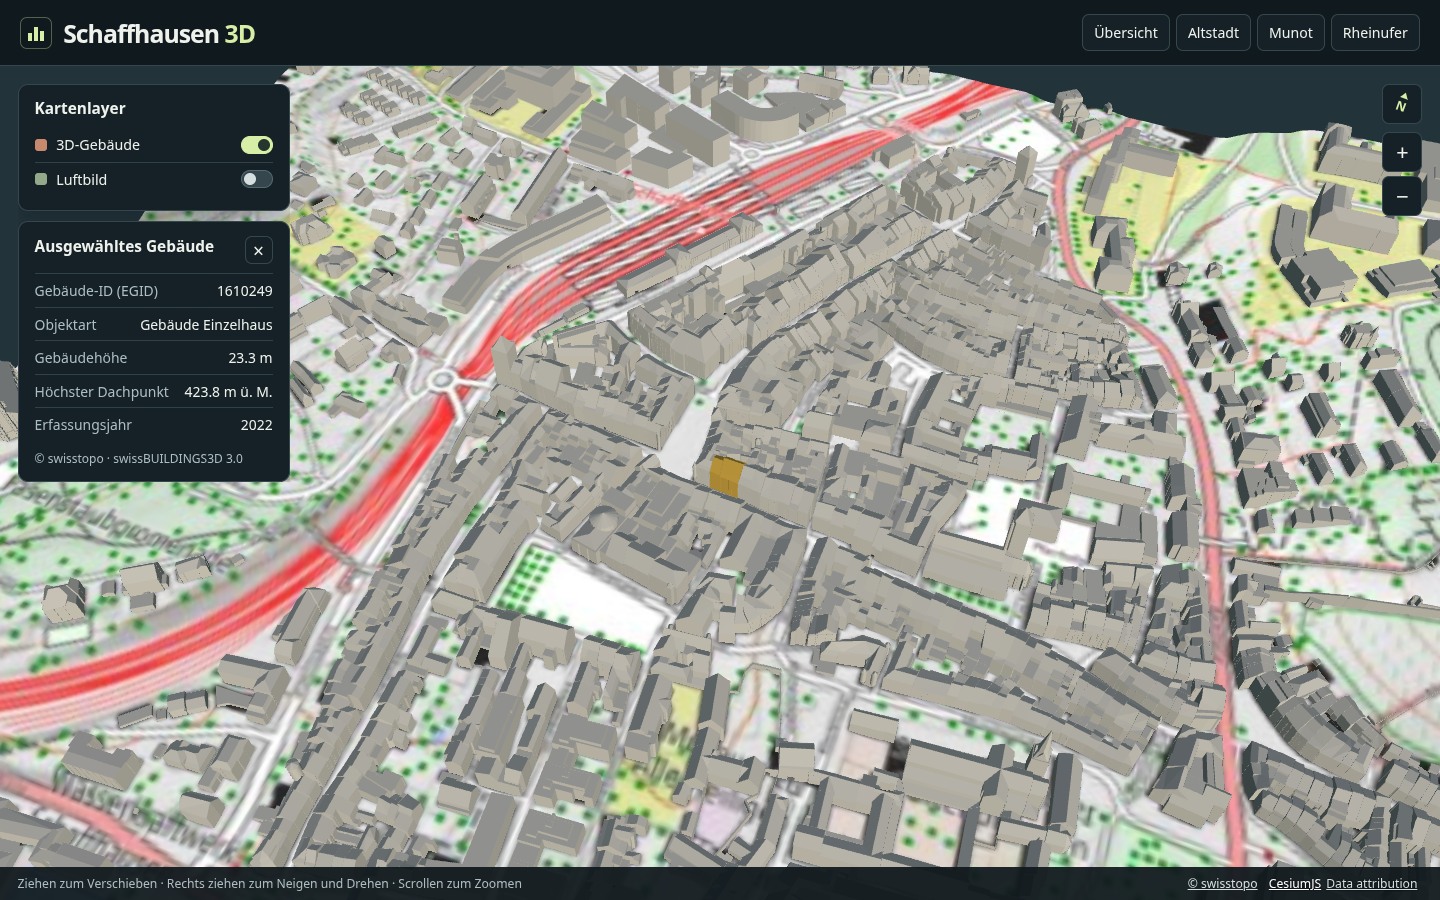 Schaffhausen 3D
Übersicht
Altstadt
Munot
Rheinufer
Kartenlayer
3D-Gebäude
Luftbild
N
+
−
Ausgewähltes Gebäude
×
Gebäude-ID (EGID) 1610249
Objektart Gebäude Einzelhaus
Gebäudehöhe 23.3 m
Höchster Dachpunkt 423.8 m ü. M.
Erfassungsjahr 2022
© swisstopo · swissBUILDINGS3D 3.0
Ziehen zum Verschieben · Rechts ziehen zum Neigen und Drehen · Scrollen zum Zoomen
© swisstopo CesiumJS Data attribution